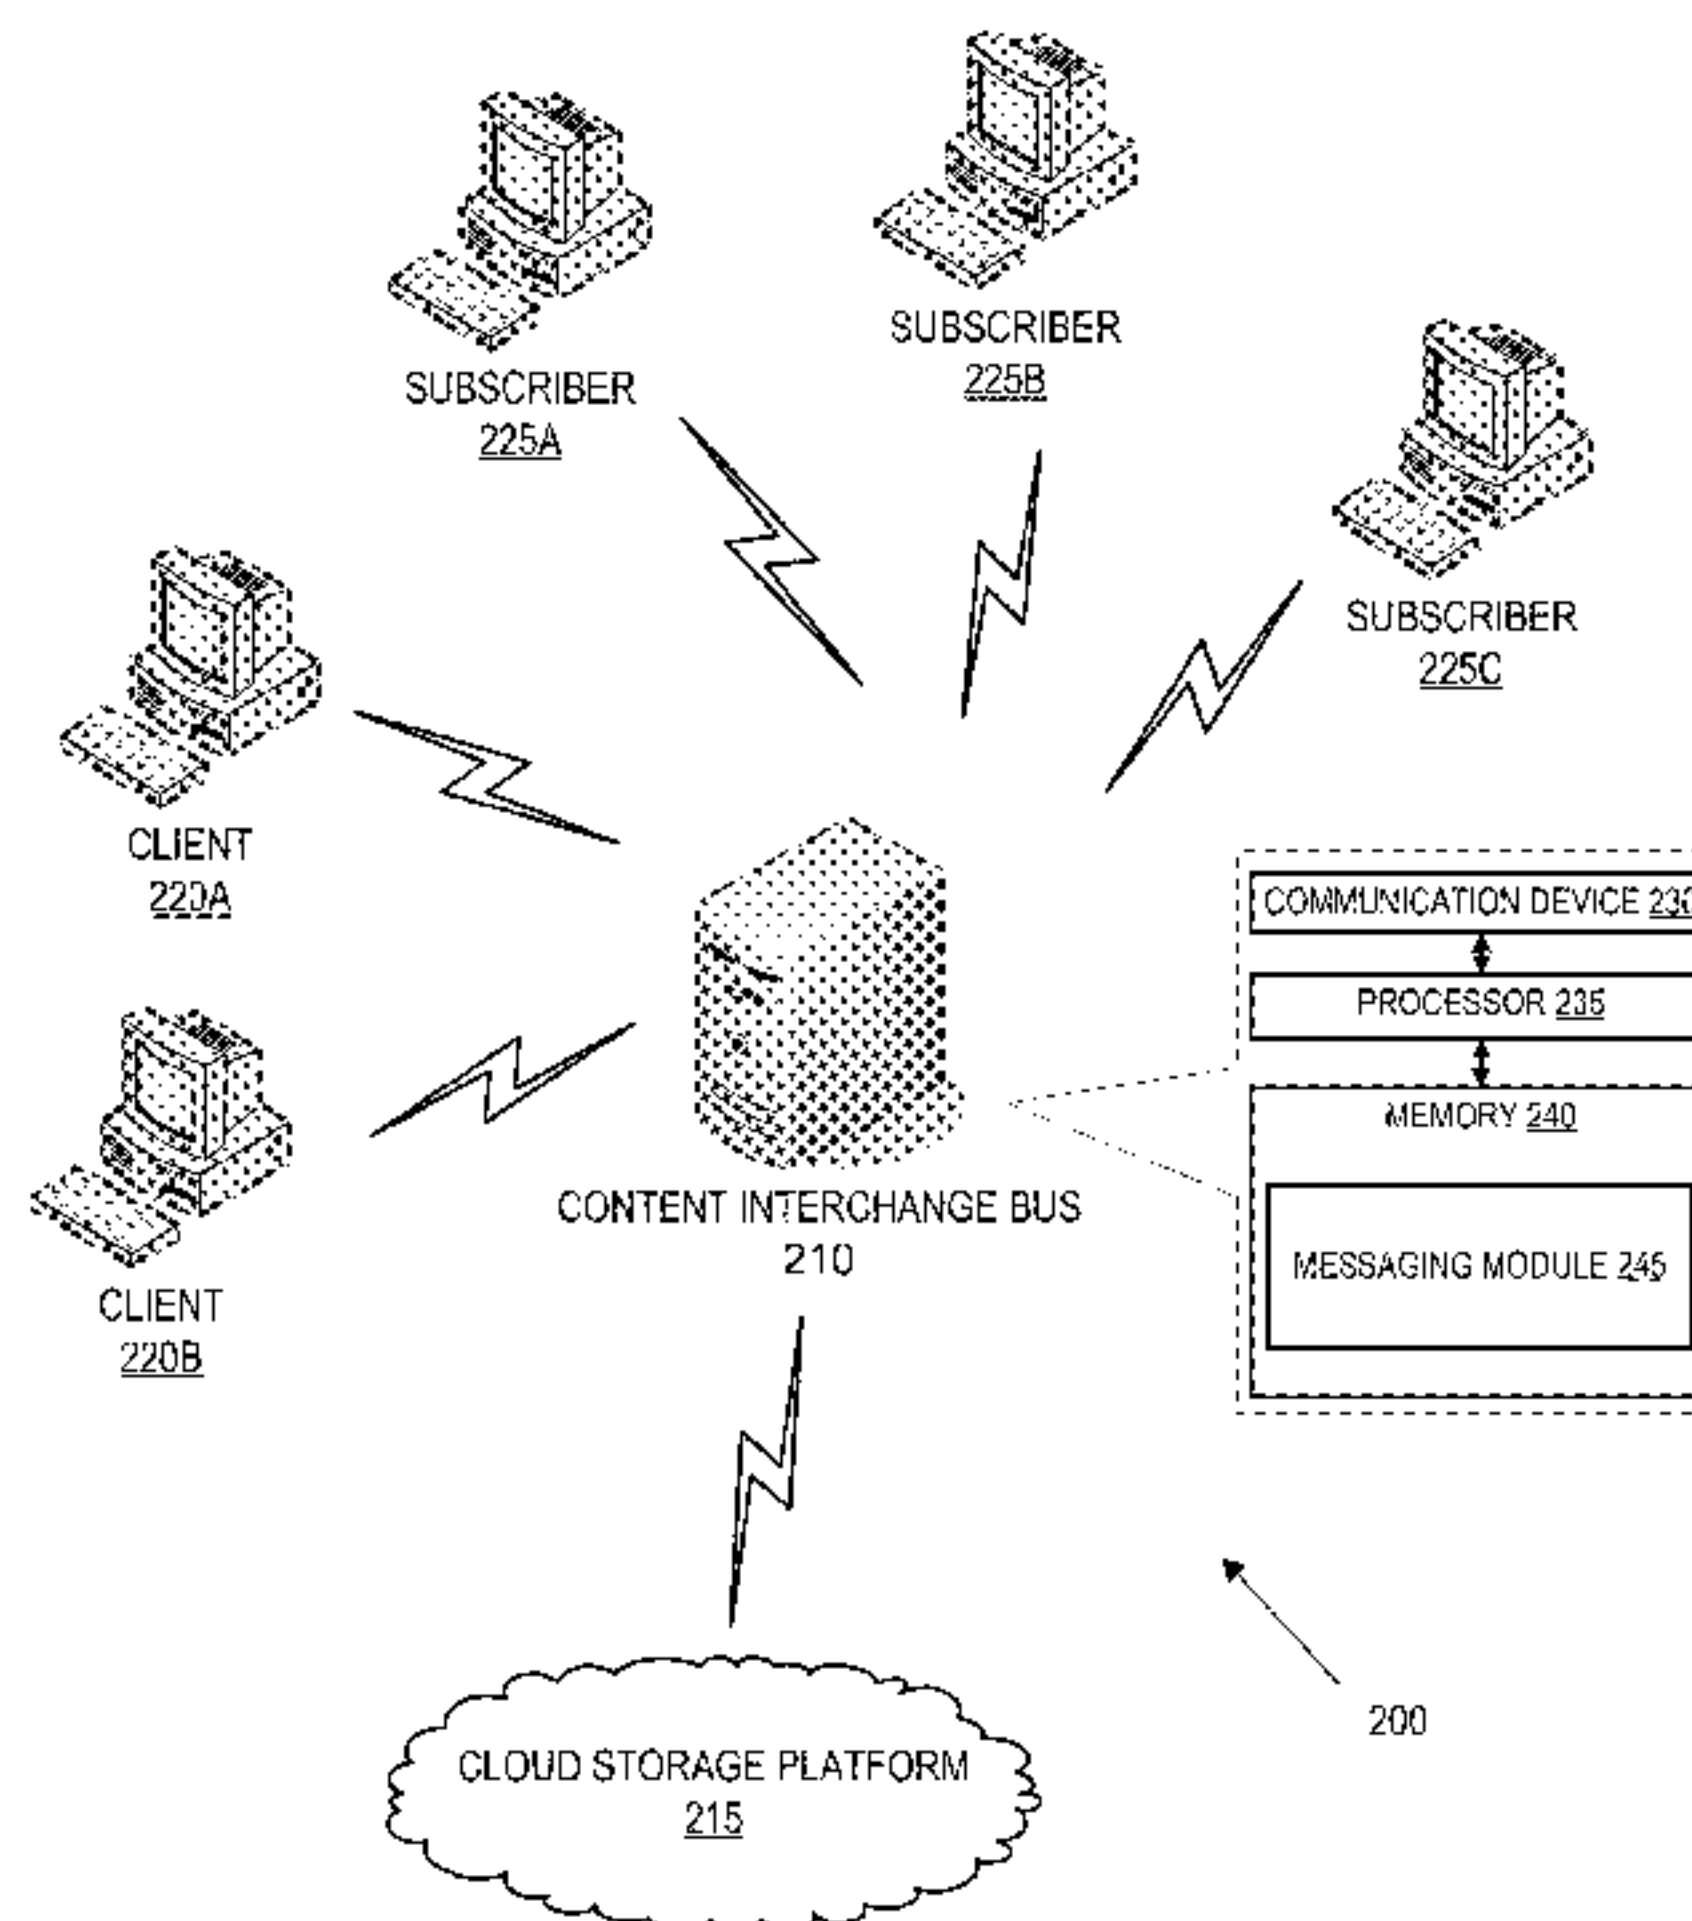 SUBSCRIBER
225B
SUBSCRIBER
225A
SUBSCRIBER
225C
CLIENT
220A
COMMUNICATION DEVICE 230
PROCESSOR 235
MEMORY 240
CONTENT INTERCHANGE BUS
210
MESSAGING MODULE 245
CLIENT
220B
200
CLOUD STORAGE PLATFORM
215